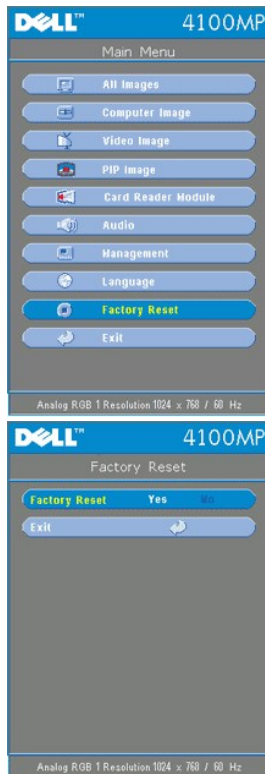 DELL™ 4100MP
Main Menu
All Images
Computer Image
Video Image
PIP Image
Card Reader Module
Audio
Management
Language
Factory Reset
Exit
Analog RGB 1 Resolution 1024 x 768 / 60 Hz
DELL™ 4100MP
Factory Reset
Factory Reset Yes No
Exit
Analog RGB 1 Resolution 1024 x 768 / 60 Hz